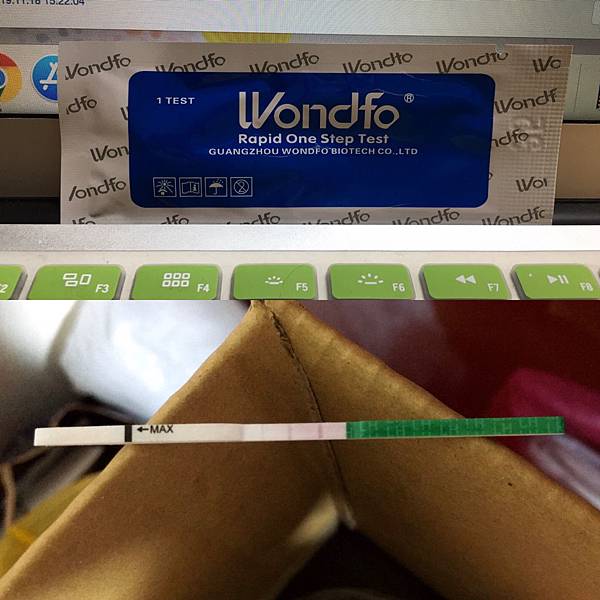 19.11.18 15:22:04
Wondfo Wondfo Wondfo Wondfo Wondfo
1 TEST
Wondfo®
Rapid One Step Test
GUANGZHOU WONDFO BIOTECH CO.,LTD
Wondfo Wondfo Wondfo Wondfo
F3 F4 F5 F6 F7 F8
←MAX